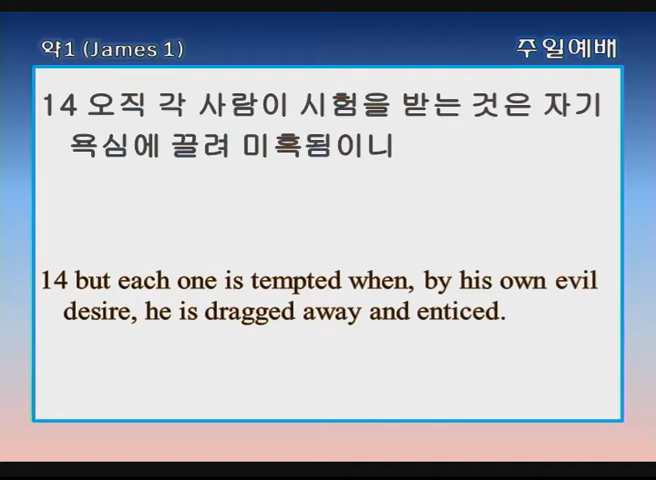 약1 (James 1)
주일예배
14 오직 각 사람이 시험을 받는 것은 자기
욕심에 끌려 미혹됨이니
14 but each one is tempted when, by his own evil
desire, he is dragged away and enticed.